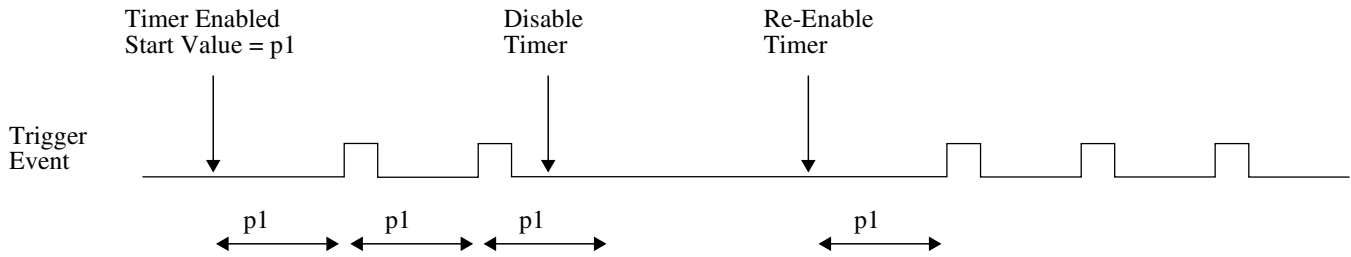 Timer Enabled
Start Value = p1
Disable
Timer
Re-Enable
Timer
Trigger
Event
p1
p1
p1
p1